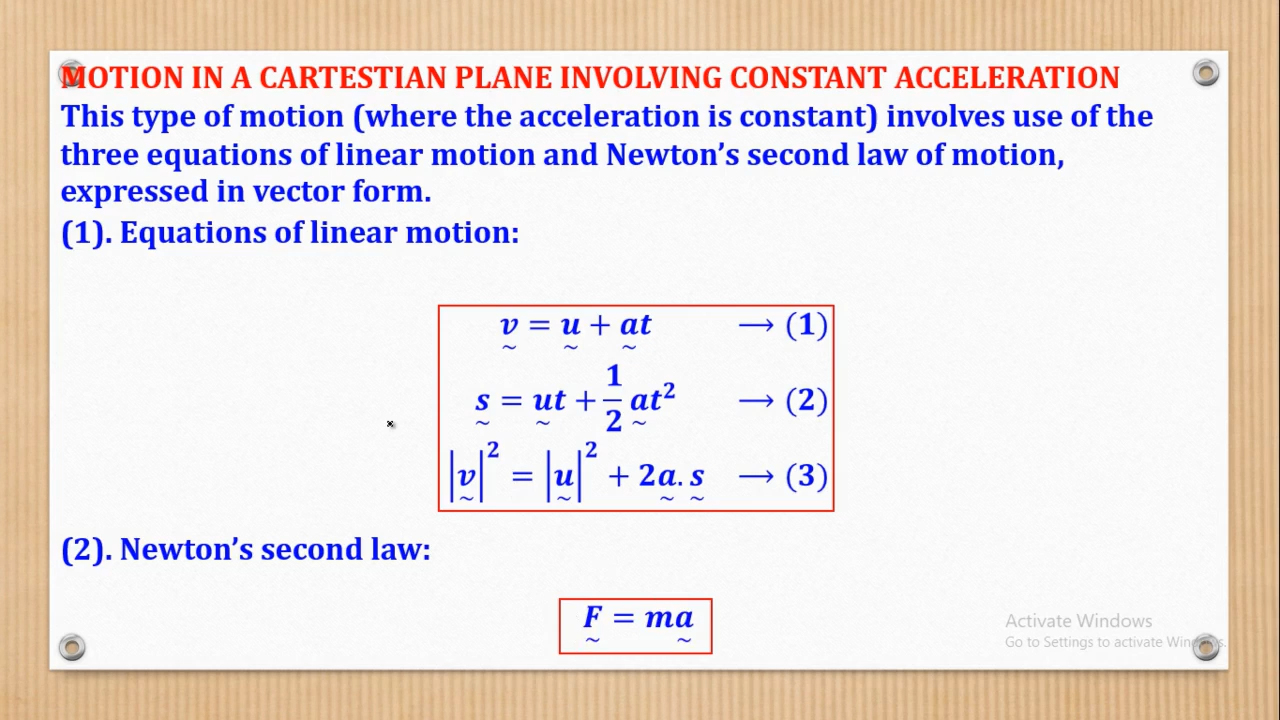 MOTION IN A CARTESTIAN PLANE INVOLVING CONSTANT ACCELERATION
This type of motion (where the acceleration is constant) involves use of the
three equations of linear motion and Newton’s second law of motion,
expressed in vector form.
(1). Equations of linear motion:
v̰ = ṵ + a̰t ⟶ (1)
s̰ = ṵt + 1/2 a̰t² ⟶ (2)
|v̰|² = |ṵ|² + 2a̰. s̰ ⟶ (3)
(2). Newton’s second law:
F̰ = ma̰
Activate Windows
Go to Settings to activate Windows.